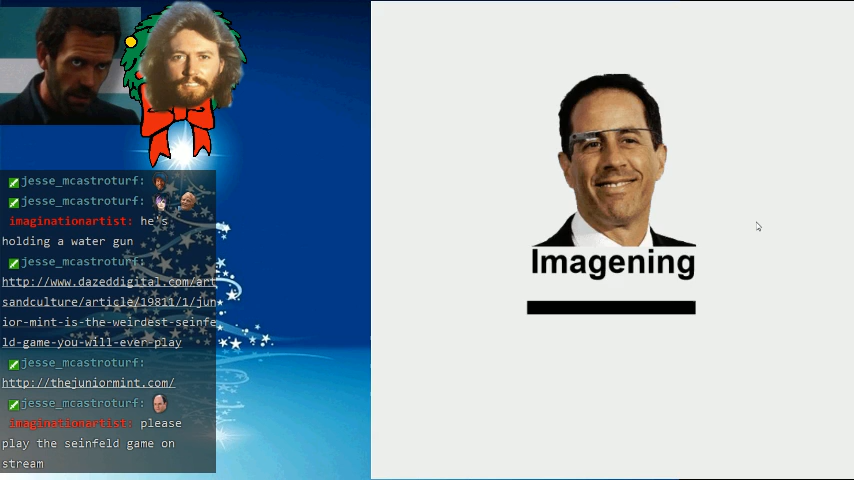 jesse_mcastroturf:
jesse_mcastroturf:
imaginationartist: he's
holding a water gun
jesse_mcastroturf:
http://www.dazeddigital.com/art
sandculture/article/19811/1/jun
ior-mint-is-the-weirdest-seinfe
ld-game-you-will-ever-play
jesse_mcastroturf:
http://thejuniormint.com/
jesse_mcastroturf:
imaginationartist: please
play the seinfeld game on
stream
Imagening